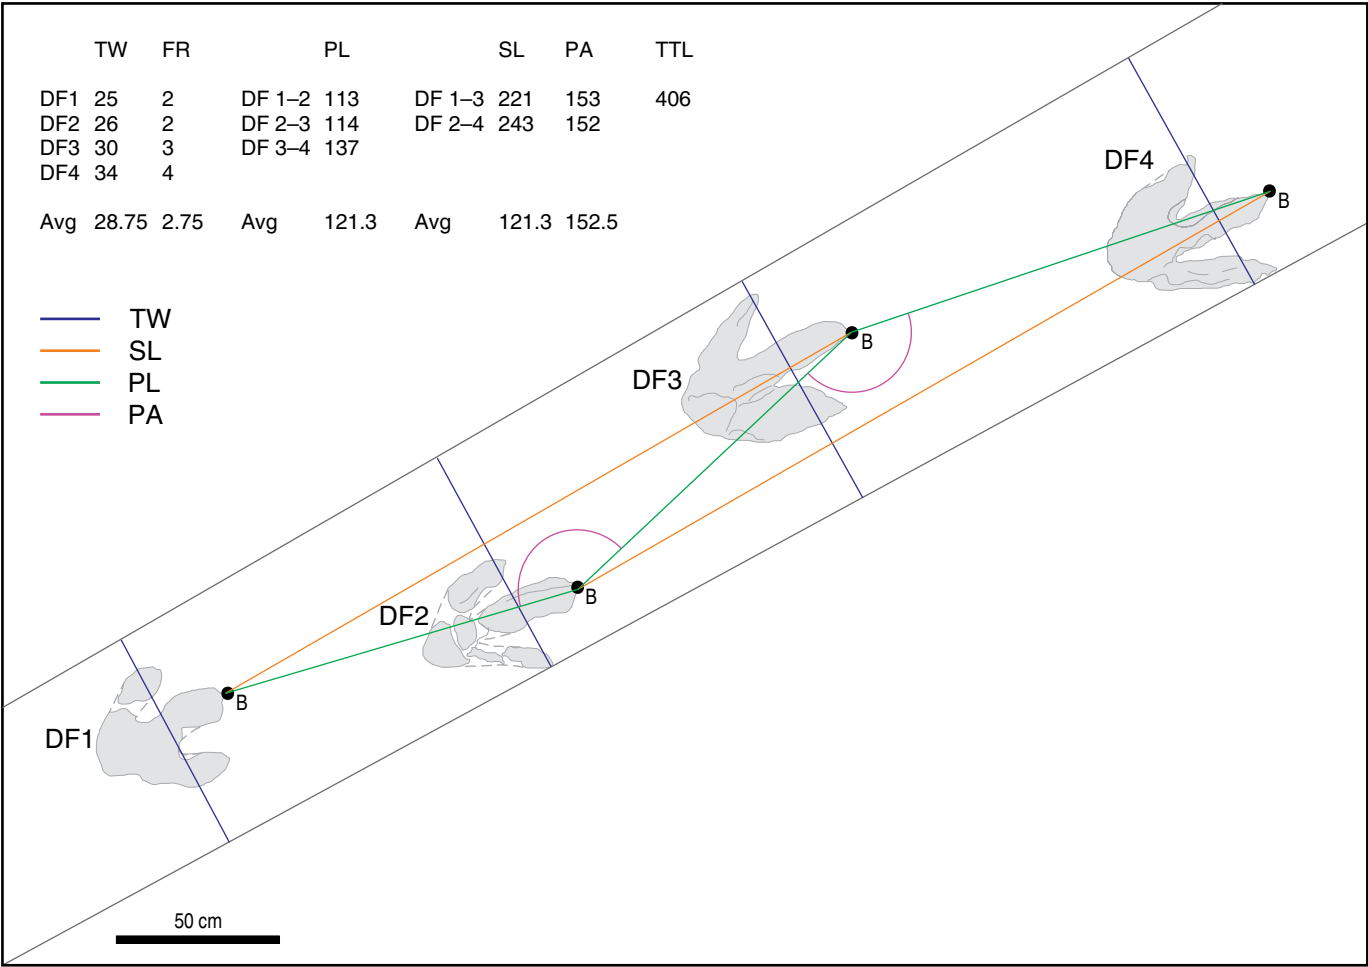 TW FR PL SL PA TTL
DF1 25 2 DF 1–2 113 DF 1–3 221 153 406
DF2 26 2 DF 2–3 114 DF 2–4 243 152
DF3 30 3 DF 3–4 137
DF4 34 4
Avg 28.75 2.75 Avg 121.3 Avg 121.3 152.5
TW
SL
PL
PA
DF4
B
DF3
B
DF2
B
DF1
B
50 cm